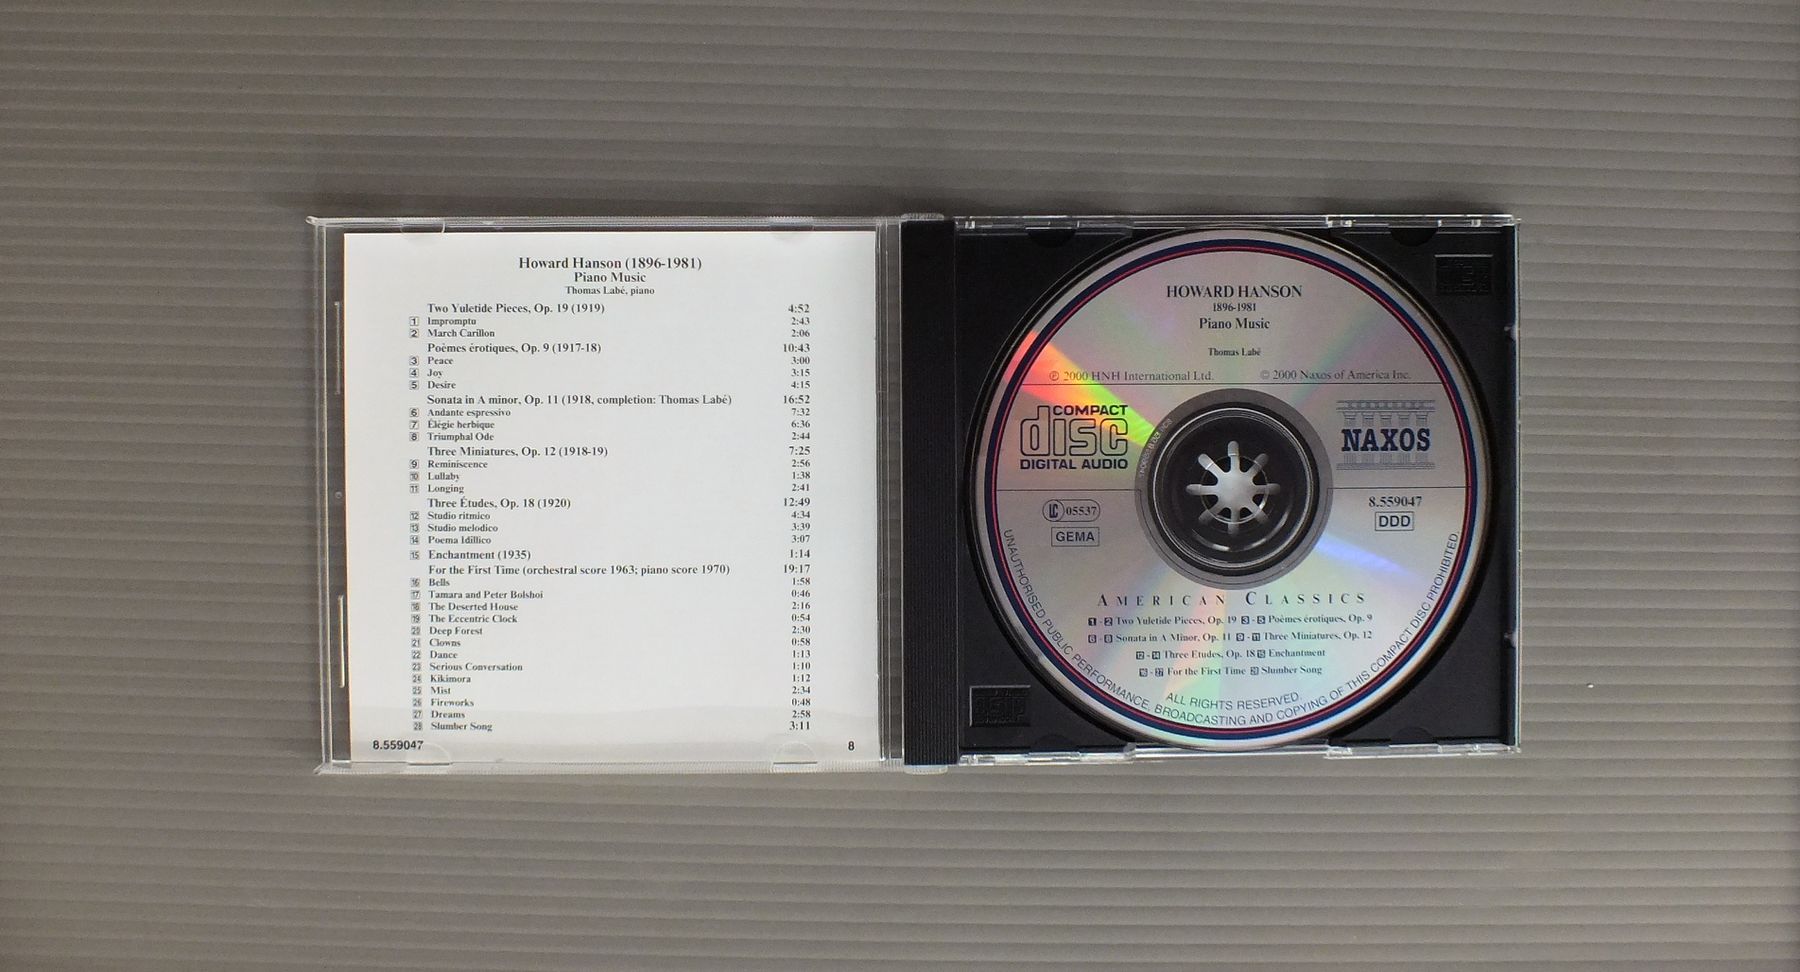 Howard Hanson (1896-1981)
Piano Music
Thomas Labé, piano
Two Yuletide Pieces, Op. 19 (1919) 4:52
1 Impromptu 2:43
2 March Carillon 2:06
Poèmes érotiques, Op. 9 (1917-18) 10:43
3 Peace 3:00
4 Joy 3:15
5 Desire 4:15
Sonata in A minor, Op. 11 (1918, completion: Thomas Labé) 16:52
6 Andante espressivo 7:32
7 Élégie herbique 6:36
8 Triumphal Ode 2:44
Three Miniatures, Op. 12 (1918-19) 7:25
9 Reminiscence 2:56
10 Lullaby 1:38
11 Longing 2:41
Three Études, Op. 18 (1920) 12:49
12 Studio ritmico 4:34
13 Studio melodico 3:39
14 Poema Idillico 3:07
15 Enchantment (1935) 1:14
For the First Time (orchestral score 1963; piano score 1970) 19:17
16 Bells 1:58
17 Tamara and Peter Bolshoi 0:46
18 The Deserted House 2:16
19 The Eccentric Clock 0:54
20 Deep Forest 2:30
21 Clowns 0:58
22 Dance 1:13
23 Serious Conversation 1:10
24 Kikimora 1:12
25 Mist 2:34
26 Fireworks 0:48
27 Dreams 2:58
28 Slumber Song 3:11
8.559047 8
HOWARD HANSON
1896-1981
Piano Music
Thomas Labé
℗ 2000 HNH International Ltd. © 2000 Naxos of America Inc.
COMPACT
disc
DIGITAL AUDIO
NAXOS
LC 05537
GEMA
8.559047
DDD
AMERICAN CLASSICS
1 - 2 Two Yuletide Pieces, Op. 19 3 - 5 Poèmes érotiques, Op. 9
6 - 8 Sonata in A Minor, Op. 11 9 - 11 Three Miniatures, Op. 12
12 - 14 Three Etudes, Op. 18 15 Enchantment
16 - 27 For the First Time 28 Slumber Song
ALL RIGHTS RESERVED.
UNAUTHORISED PUBLIC PERFORMANCE, BROADCASTING AND COPYING OF THIS COMPACT DISC PROHIBITED.